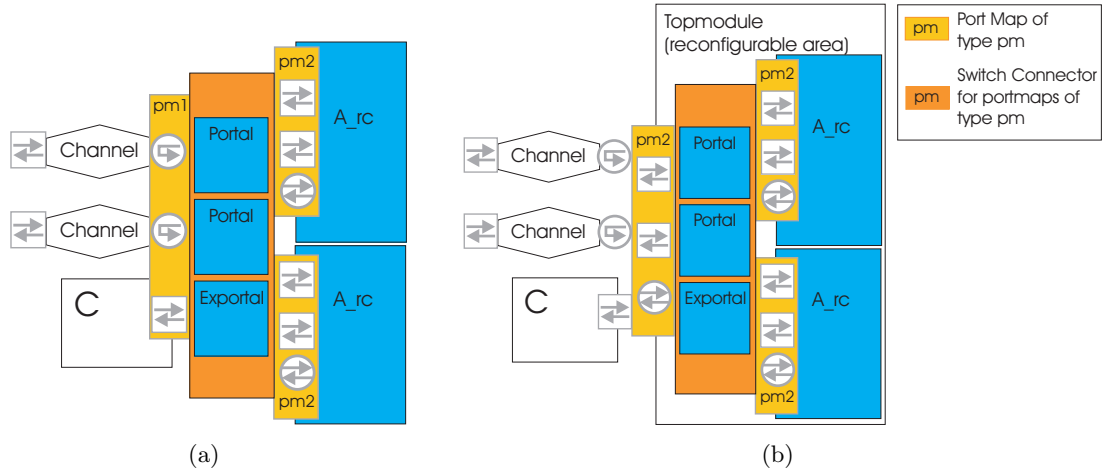 pm1
pm2
Portal
A_rc
Channel
Portal
Channel
Exportal
C
A_rc
pm2
(a)
Topmodule
(reconfigurable area)
pm2
pm2
Portal
A_rc
Channel
Portal
Channel
Exportal
C
A_rc
pm2
(b)
pm
Port Map of
type pm
pm
Switch Connector
for portmaps of
type pm